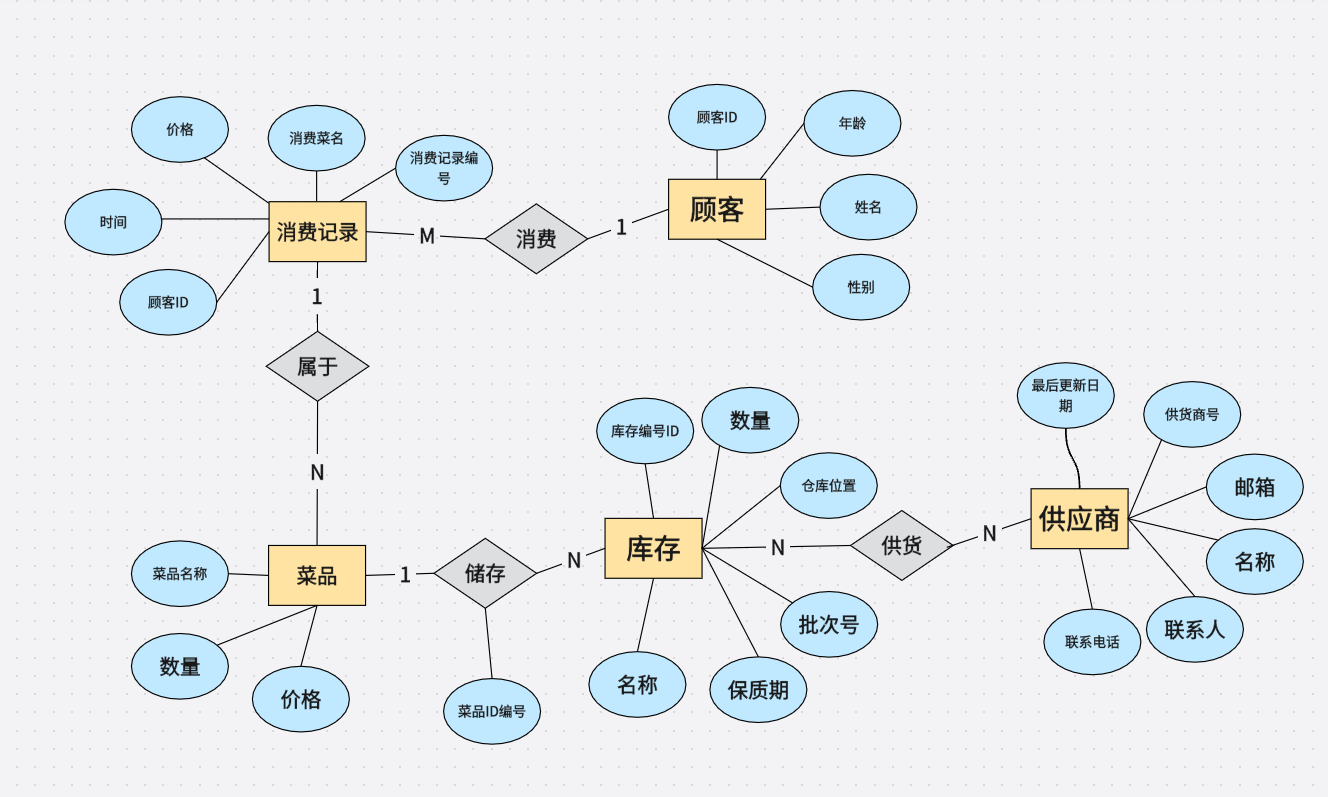 价格
消费菜名
消费记录编
号
时间
顾客ID
消费记录
M
消费
1
顾客ID
年龄
顾客
姓名
性别
1
属于
N
菜品名称
菜品
数量
价格
1
储存
菜品ID编号
N
库存编号ID
数量
仓库位置
库存
名称
保质期
批次号
N
供货
N
最后更新日
期
供货商号
供应商
邮箱
名称
联系人
联系电话